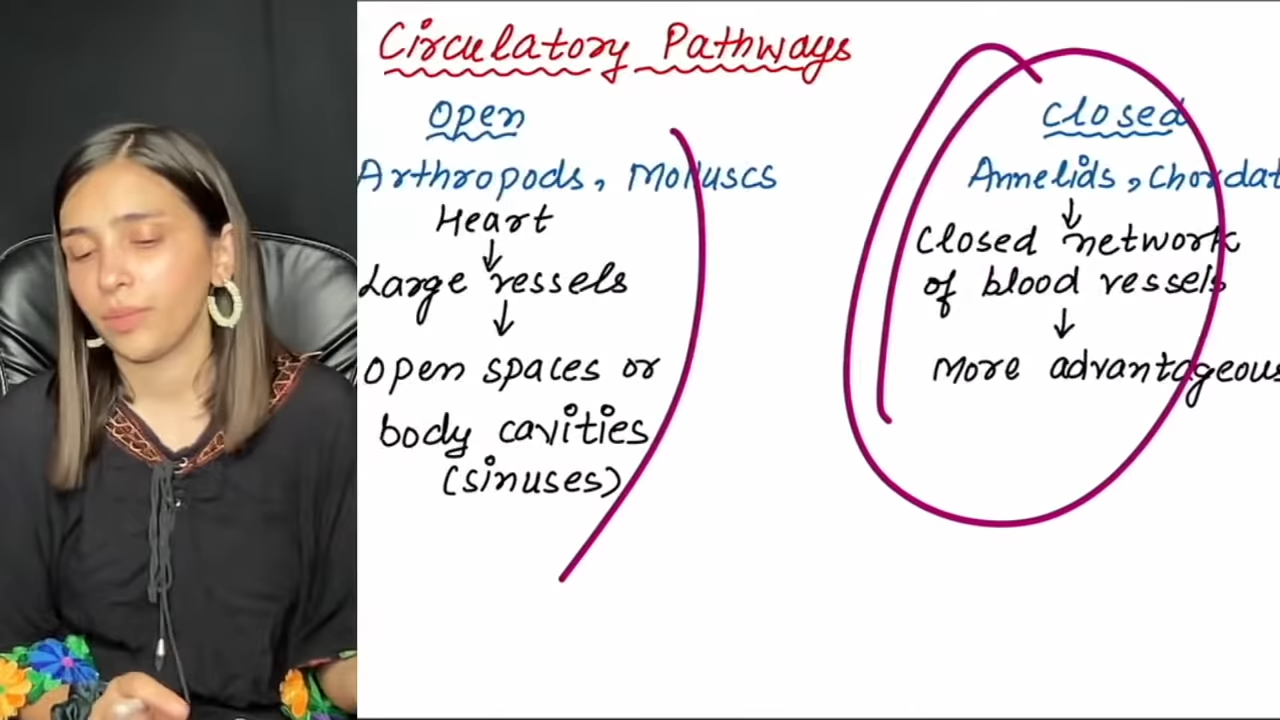 Circulatory Pathways
Open
Arthropods, Molluscs
Heart
↓
Large vessels
↓
Open spaces or
body cavities
(sinuses)
Closed
Annelids, Chordat
↓
Closed network
of blood vessels
↓
More advantageous